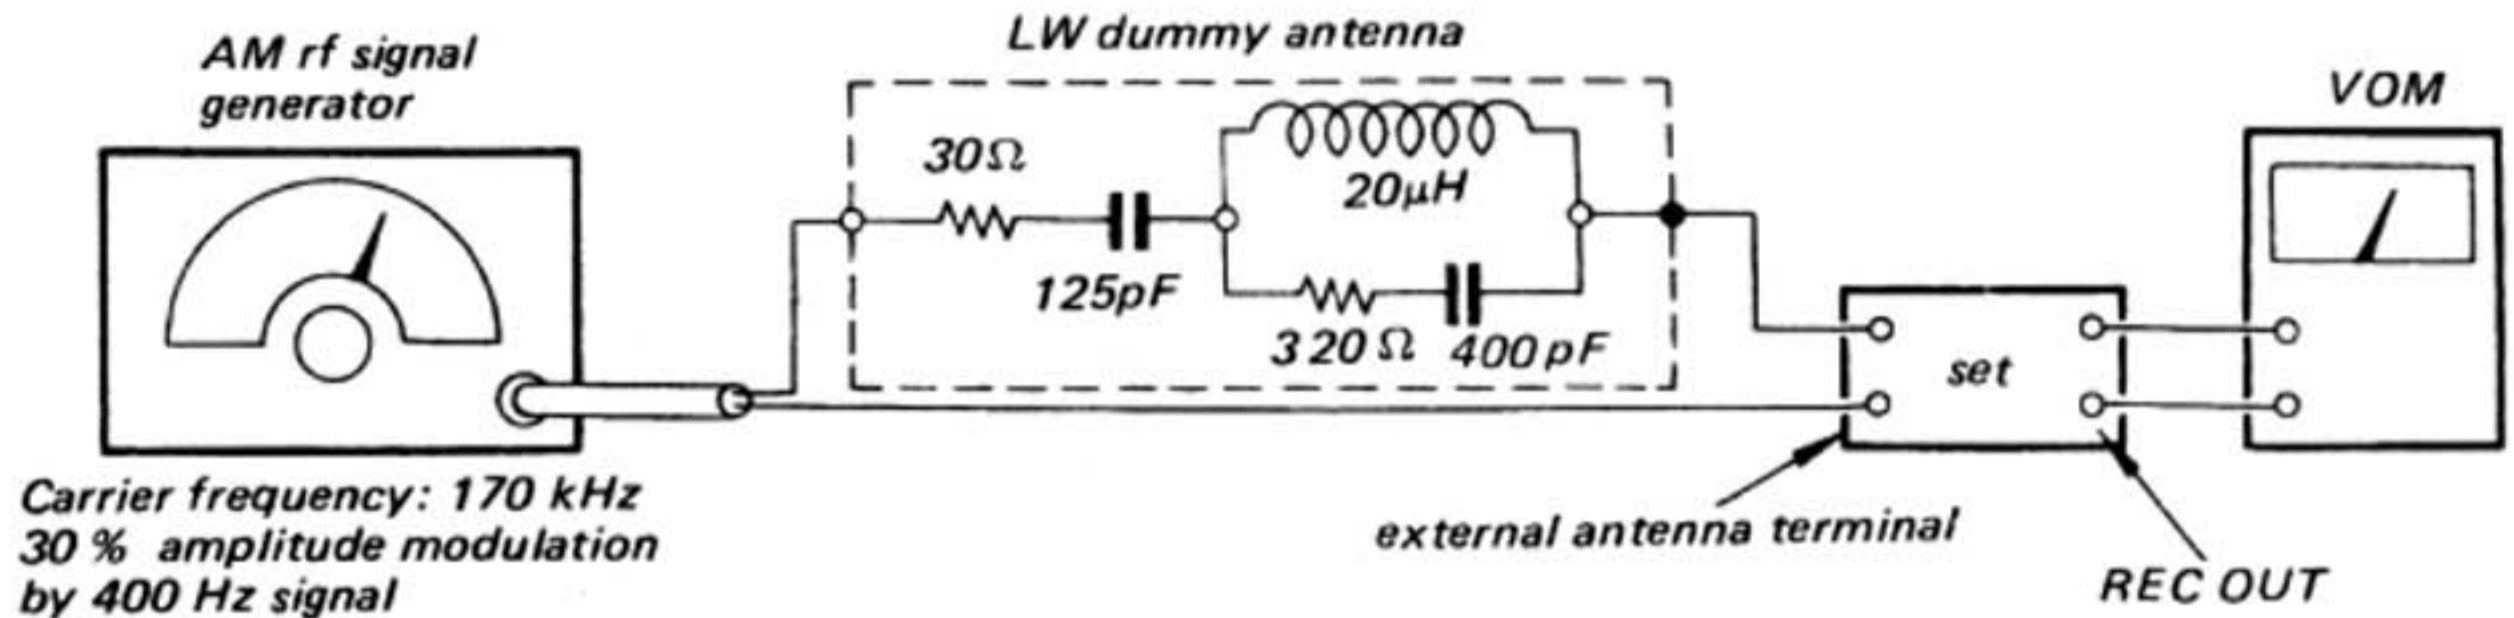 AM rf signal
generator
LW dummy antenna
VOM
30Ω
20μH
125pF
320Ω 400pF
set
Carrier frequency: 170 kHz
30 % amplitude modulation
by 400 Hz signal
external antenna terminal
REC OUT